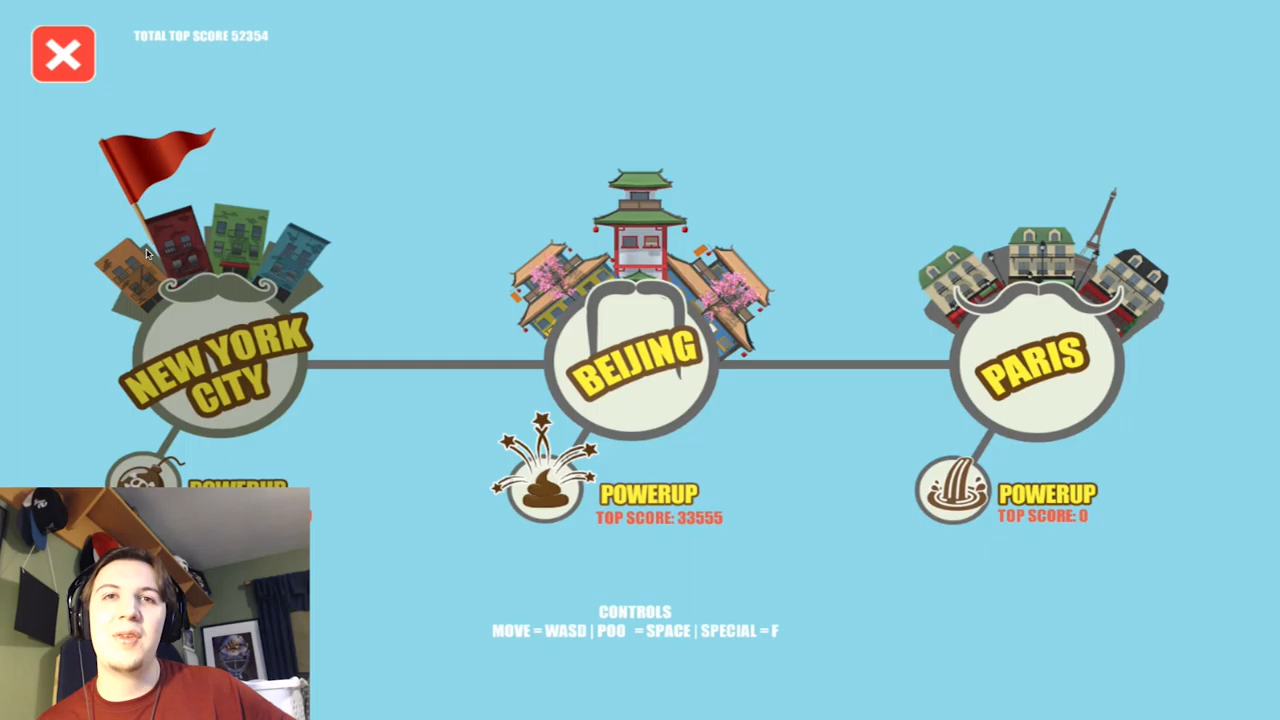 TOTAL TOP SCORE 52354
NEW YORK
CITY
BEIJING
PARIS
POWERUP
POWERUP
TOP SCORE: 33555
POWERUP
TOP SCORE: 0
CONTROLS
MOVE = WASD | POO = SPACE | SPECIAL = F